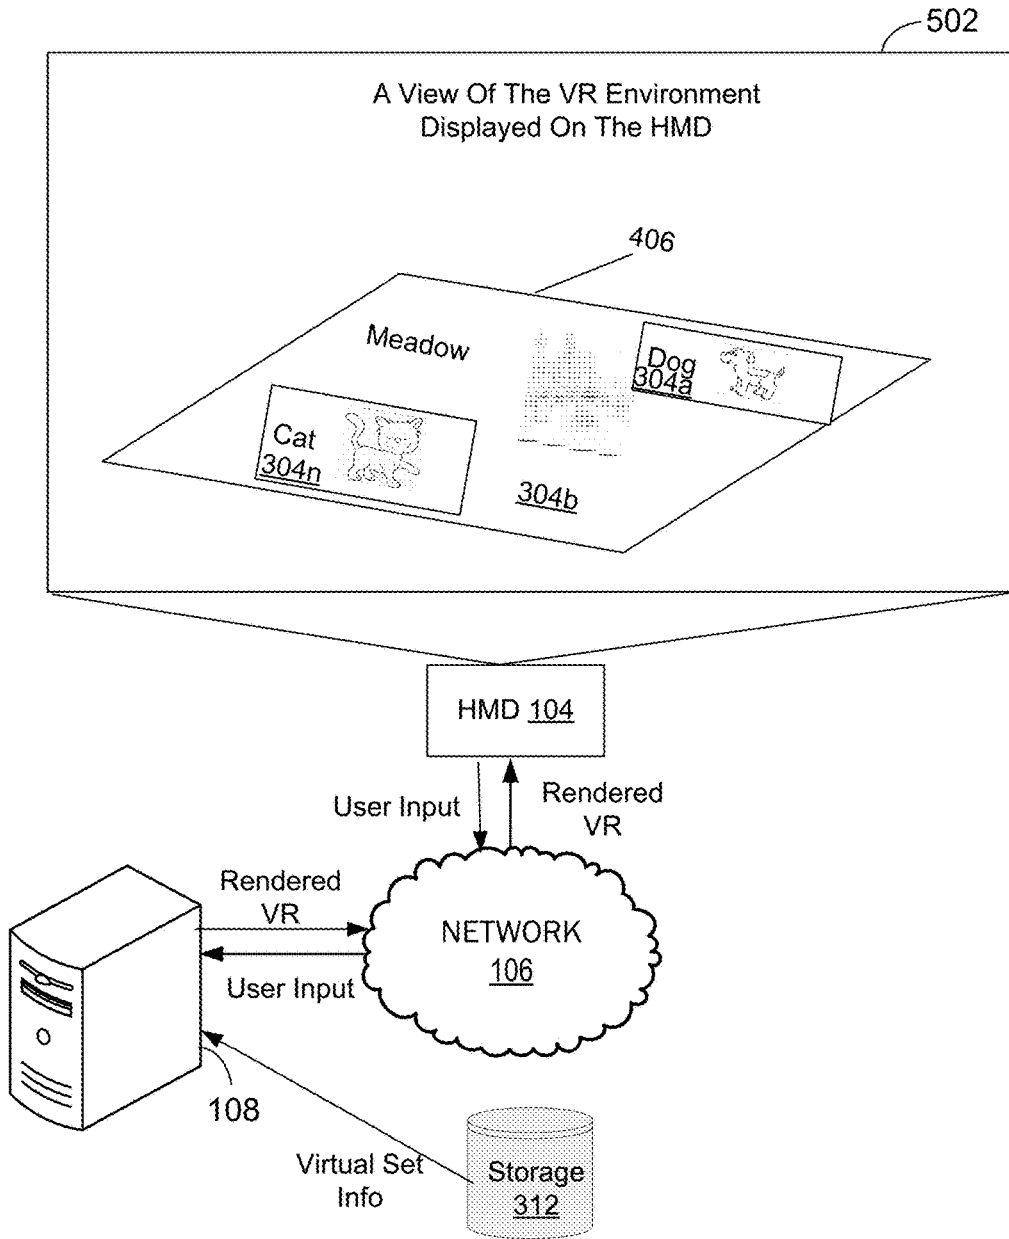 502
A View Of The VR Environment
Displayed On The HMD
406
Meadow
Dog
304a
Cat
304n
304b
HMD 104
User Input
Rendered
VR
Rendered
VR
NETWORK
106
User Input
108
Virtual Set
Info
Storage
312